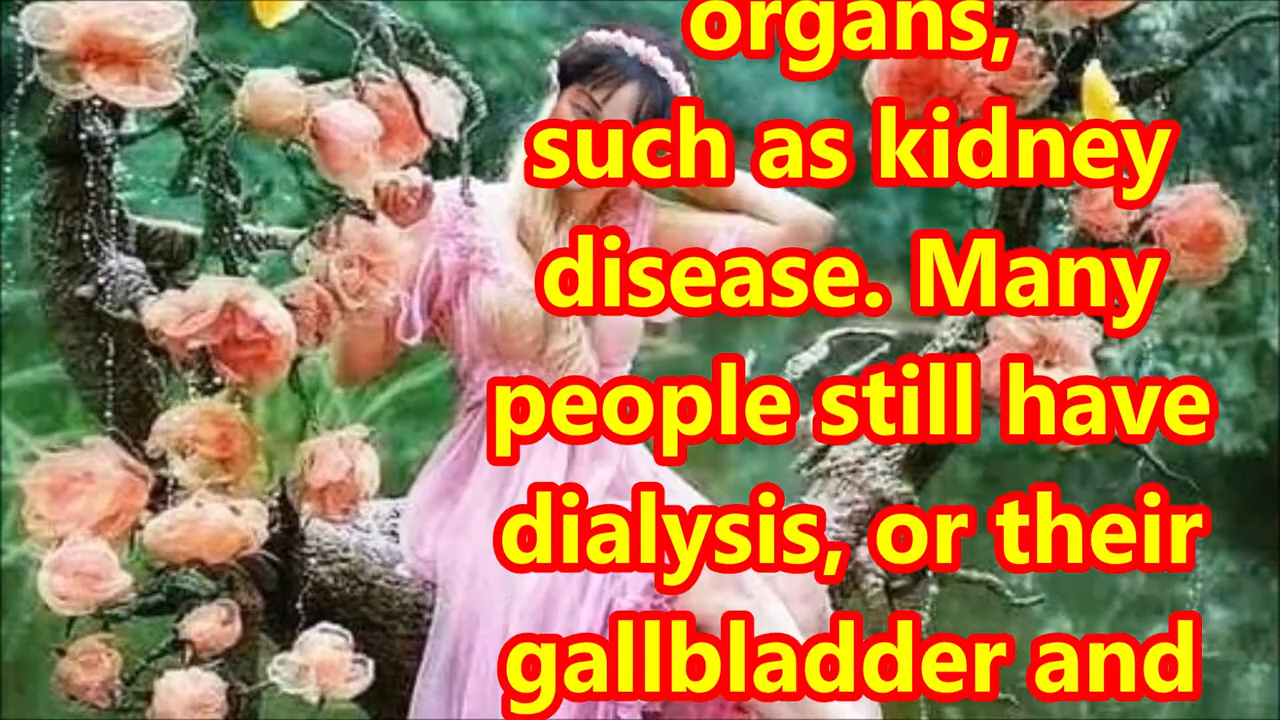 organs,
such as kidney
disease. Many
people still have
dialysis, or their
gallbladder and